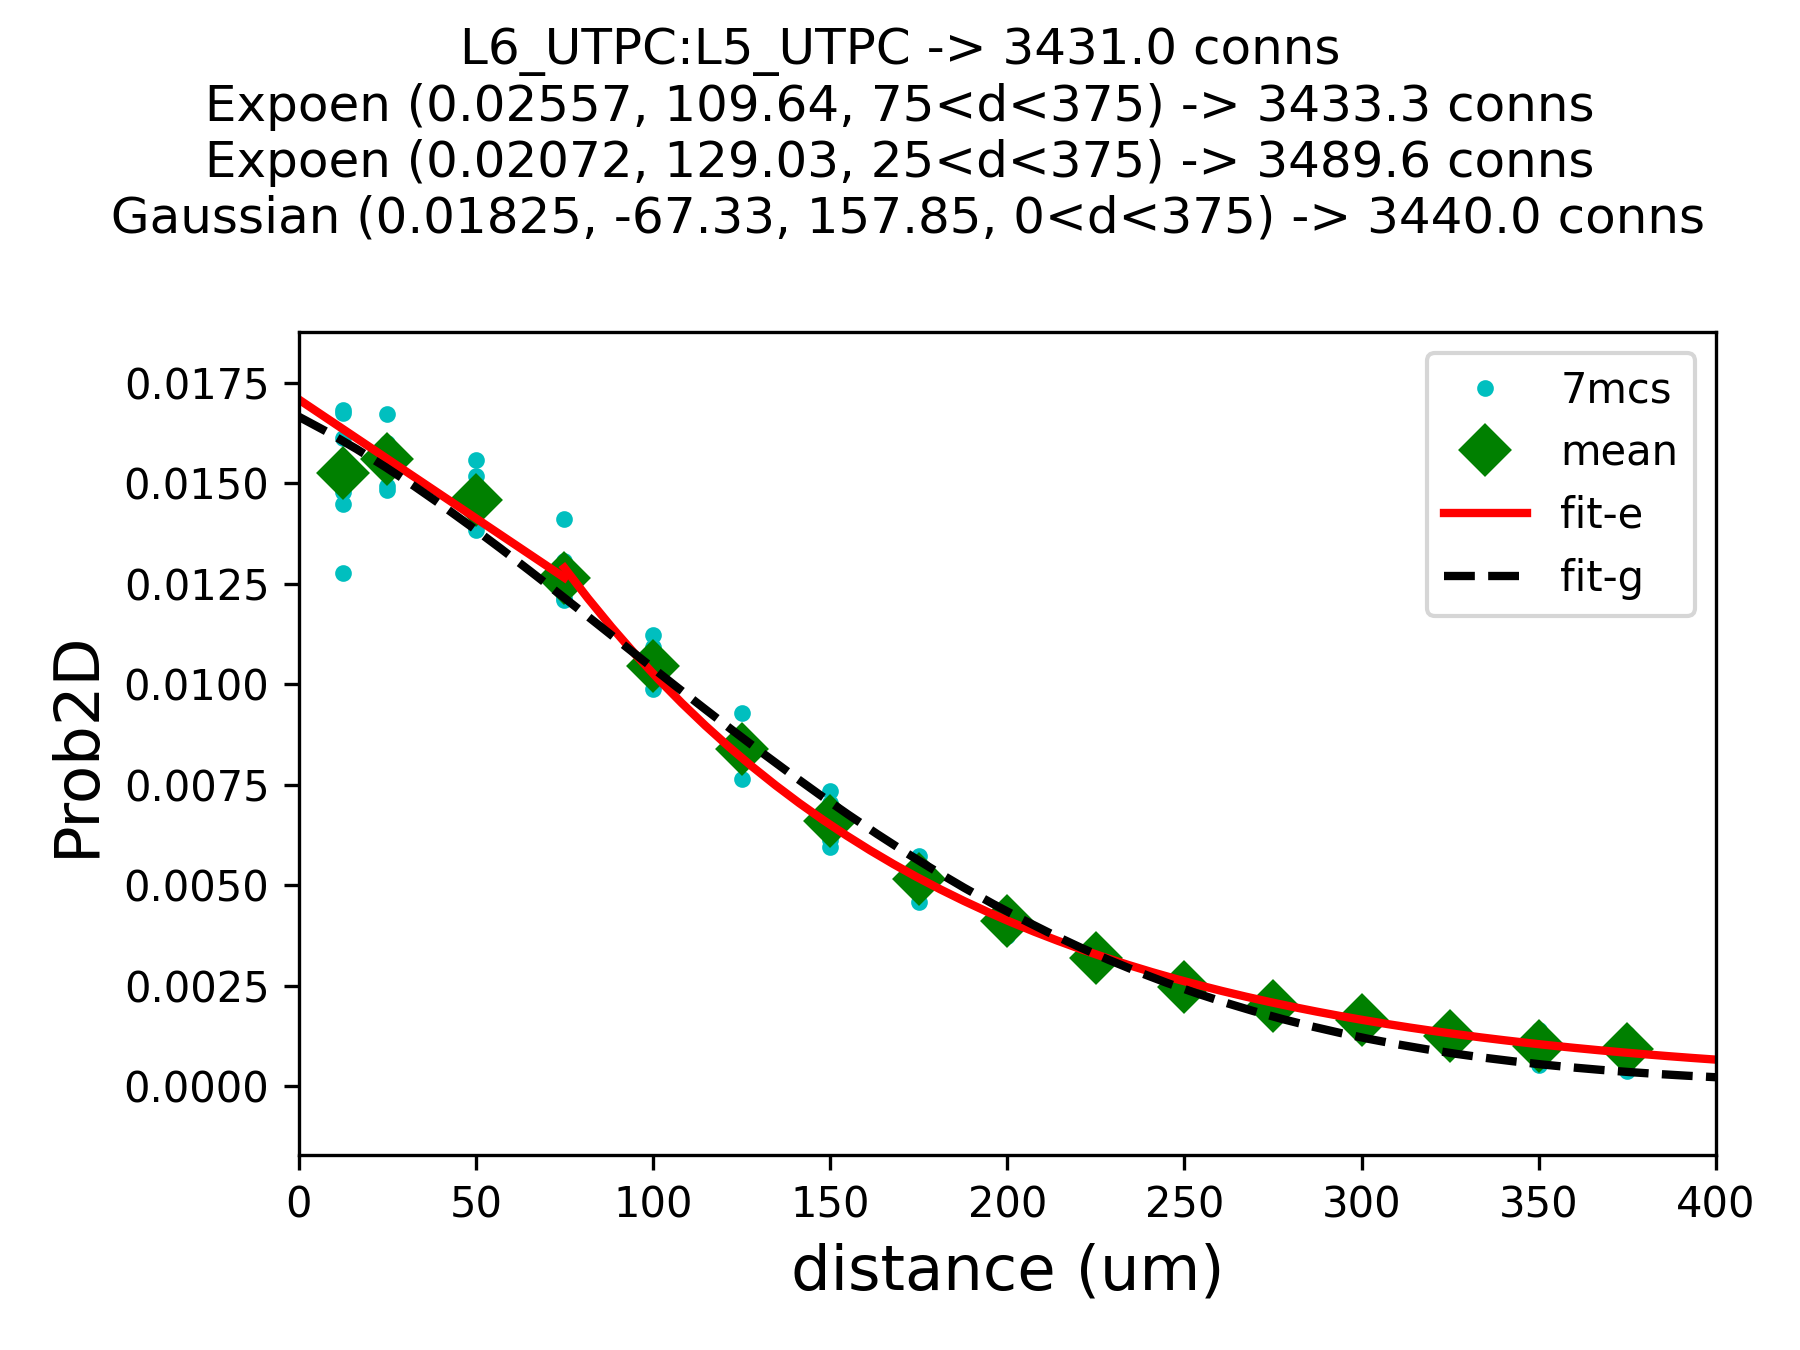 L6_UTPC:L5_UTPC -> 3431.0 conns
Expoen (0.02557, 109.64, 75<d<375) -> 3433.3 conns
Expoen (0.02072, 129.03, 25<d<375) -> 3489.6 conns
Gaussian (0.01825, -67.33, 157.85, 0<d<375) -> 3440.0 conns
7mcs
mean
fit-e
fit-g
Prob2D
0.0175
0.0150
0.0125
0.0100
0.0075
0.0050
0.0025
0.0000
0 50 100 150 200 250 300 350 400
distance (um)